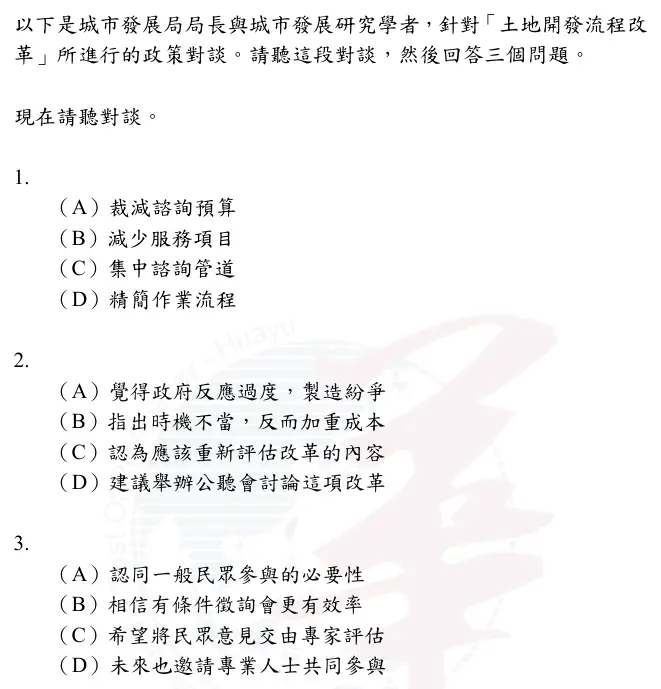 以下是城市發展局局長與城市發展研究學者，針對「土地開發流程改
革」所進行的政策對談。請聽這段對談，然後回答三個問題。
現在請聽對談。
1.
（A）裁減諮詢預算
（B）減少服務項目
（C）集中諮詢管道
（D）精簡作業流程
2.
（A）覺得政府反應過度，製造紛爭
（B）指出時機不當，反而加重成本
（C）認為應該重新評估改革的內容
（D）建議舉辦公聽會討論這項改革
3.
（A）認同一般民眾參與的必要性
（B）相信有條件徵詢會更有效率
（C）希望將民眾意見交由專家評估
（D）未來也邀請專業人士共同參與